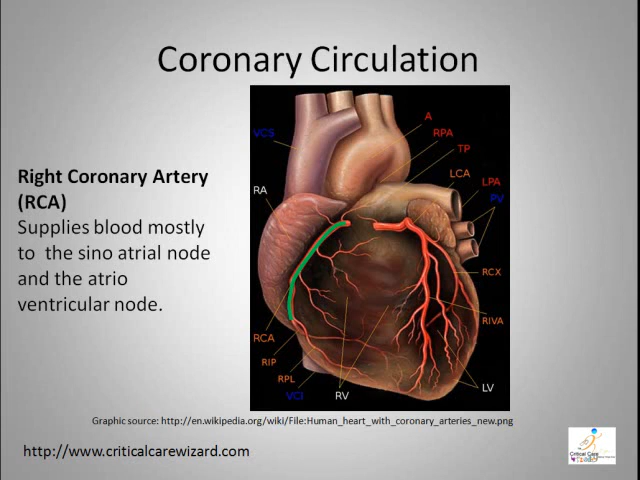 Coronary Circulation
Right Coronary Artery
(RCA)
Supplies blood mostly
to the sino atrial node
and the atrio
ventricular node.
VCS
A
RPA
TP
LCA
LPA
PV
RA
RCX
RIVA
RCA
RIP
RPL
VCI
RV
LV
Graphic source: http://en.wikipedia.org/wiki/File:Human_heart_with_coronary_arteries_new.png
http://www.criticalcarewizard.com
Critical Care